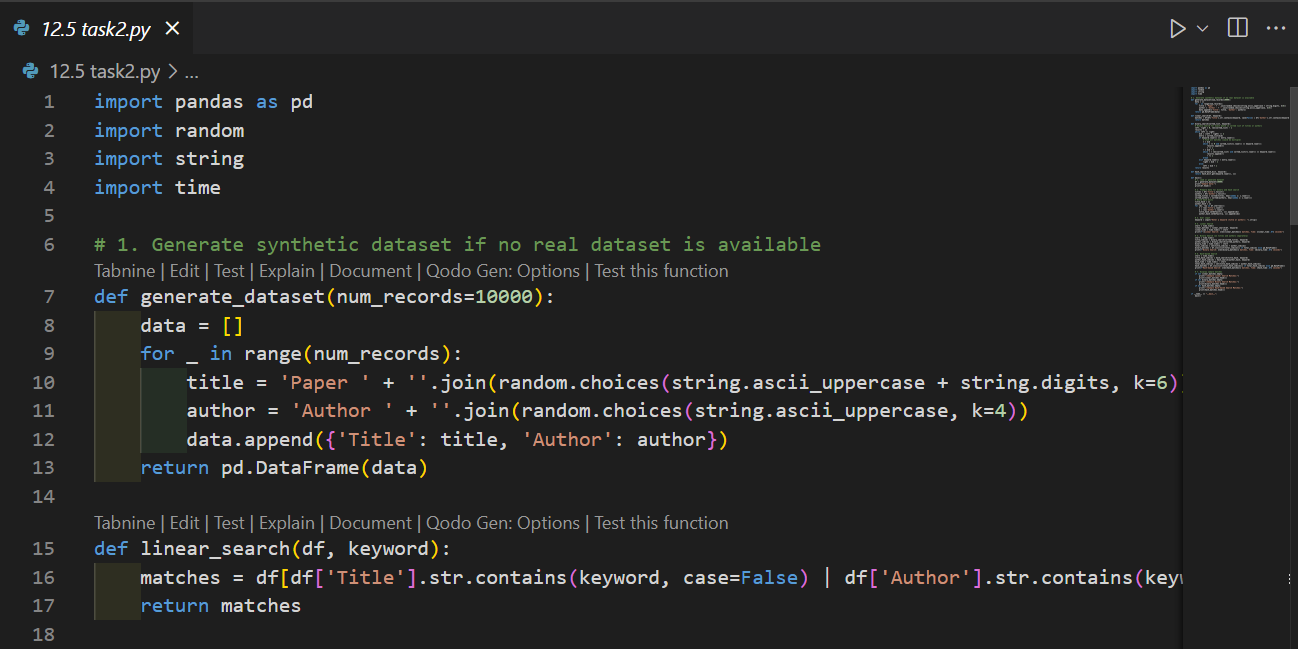 12.5 task2.py
12.5 task2.py > ...
1 import pandas as pd
2 import random
3 import string
4 import time
5
6 # 1. Generate synthetic dataset if no real dataset is available
Tabnine | Edit | Test | Explain | Document | Qodo Gen: Options | Test this function
7 def generate_dataset(num_records=10000):
8     data = []
9     for _ in range(num_records):
10         title = 'Paper ' + ''.join(random.choices(string.ascii_uppercase + string.digits, k=6)
11         author = 'Author ' + ''.join(random.choices(string.ascii_uppercase, k=4))
12         data.append({'Title': title, 'Author': author})
13     return pd.DataFrame(data)
14
Tabnine | Edit | Test | Explain | Document | Qodo Gen: Options | Test this function
15 def linear_search(df, keyword):
16     matches = df[df['Title'].str.contains(keyword, case=False) | df['Author'].str.contains(keyw
17     return matches
18